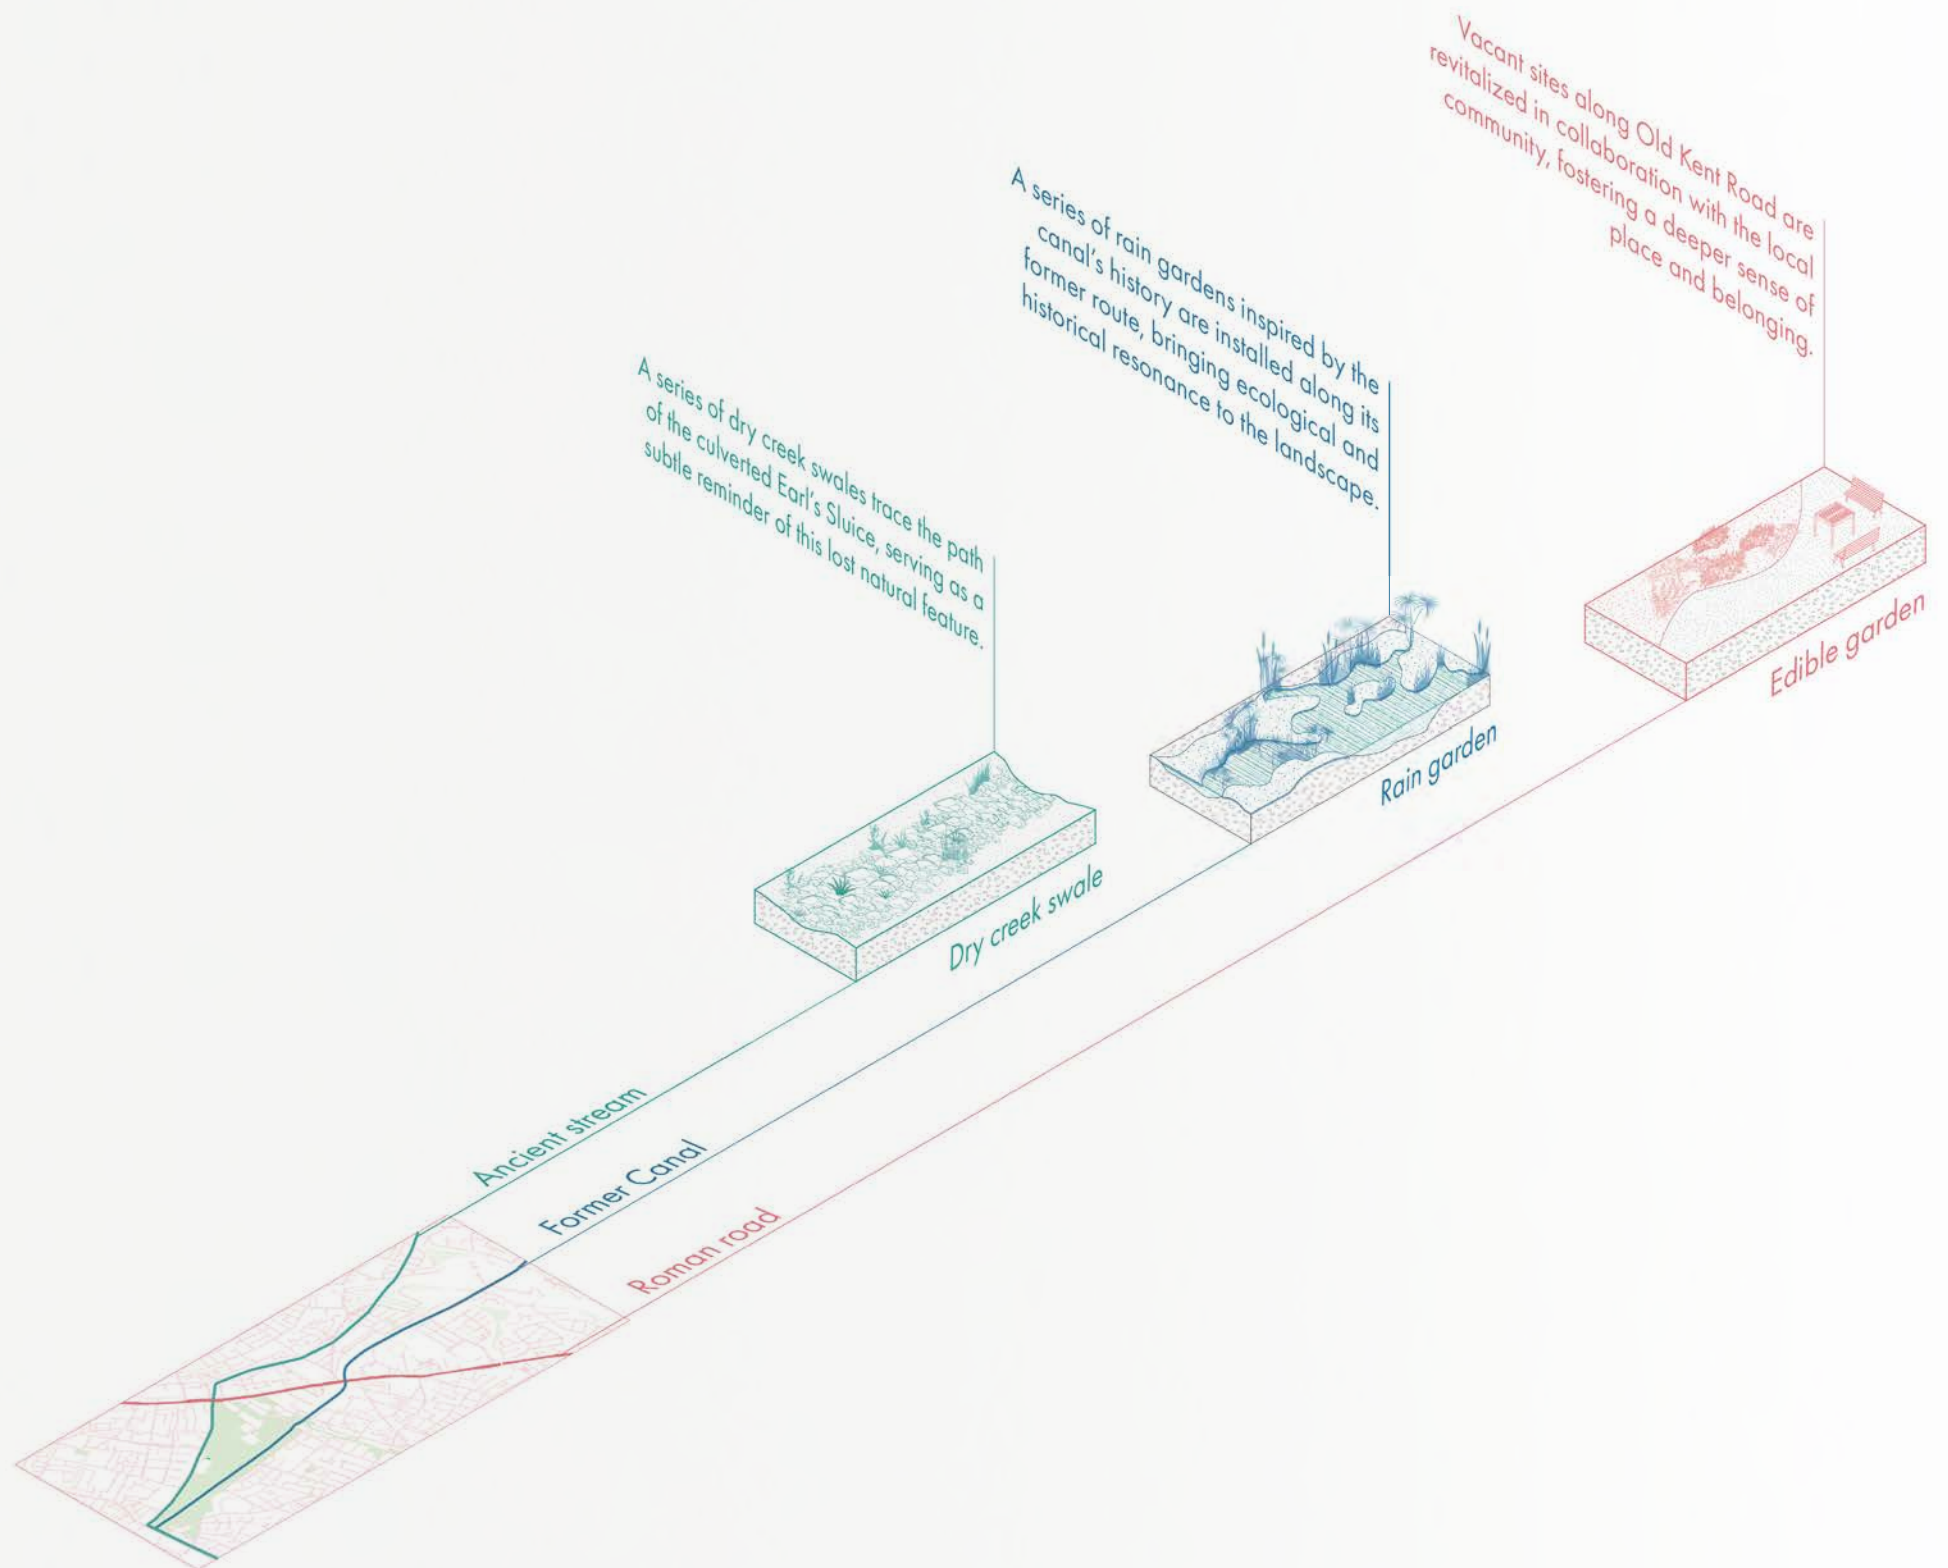 Vacant sites along Old Kent Road are
revitalized in collaboration with the local
community, fostering a deeper sense of
place and belonging.
A series of rain gardens inspired by the
canal's history are installed along its
former route, bringing ecological and
historical resonance to the landscape.
A series of dry creek swales trace the path
of the culverted Earl's Sluice, serving as a
subtle reminder of this lost natural feature.
Edible garden
Rain garden
Dry creek swale
Ancient stream
Former Canal
Roman road